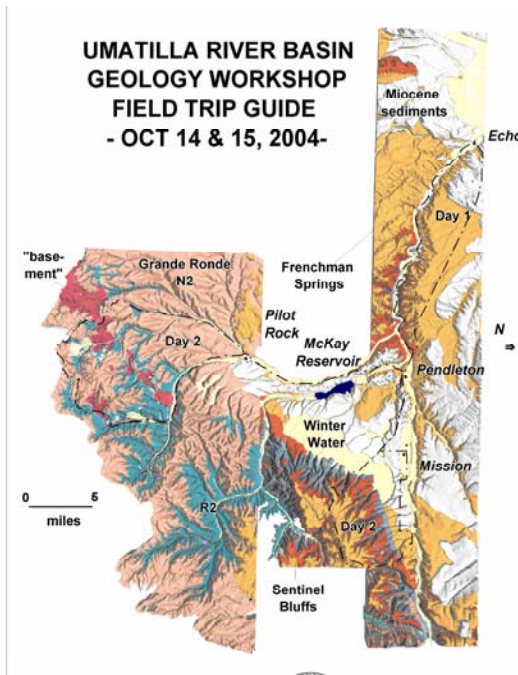 UMATILLA RIVER BASIN
GEOLOGY WORKSHOP
FIELD TRIP GUIDE
- OCT 14 & 15, 2004-
Miocene
sediments
Echo
Day 1
"base-
ment"
Grande Ronde
N2
Frenchman
Springs
Pilot
Rock
Day 2
McKay
Reservoir
N
⇒
Pendleton
Winter
Water
Mission
0 5
miles
R2
Day 2
Sentinel
Bluffs